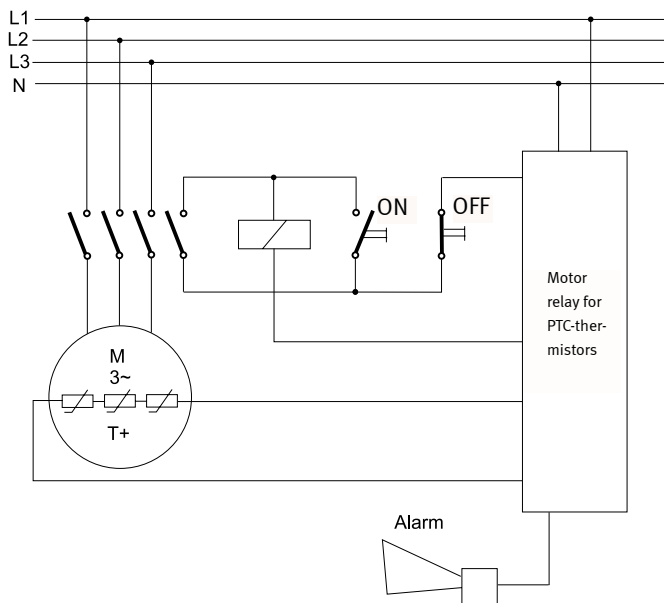 L1
L2
L3
N
ON
OFF
Motor
relay for
PTC-ther-
mistors
M
3~
T+
Alarm